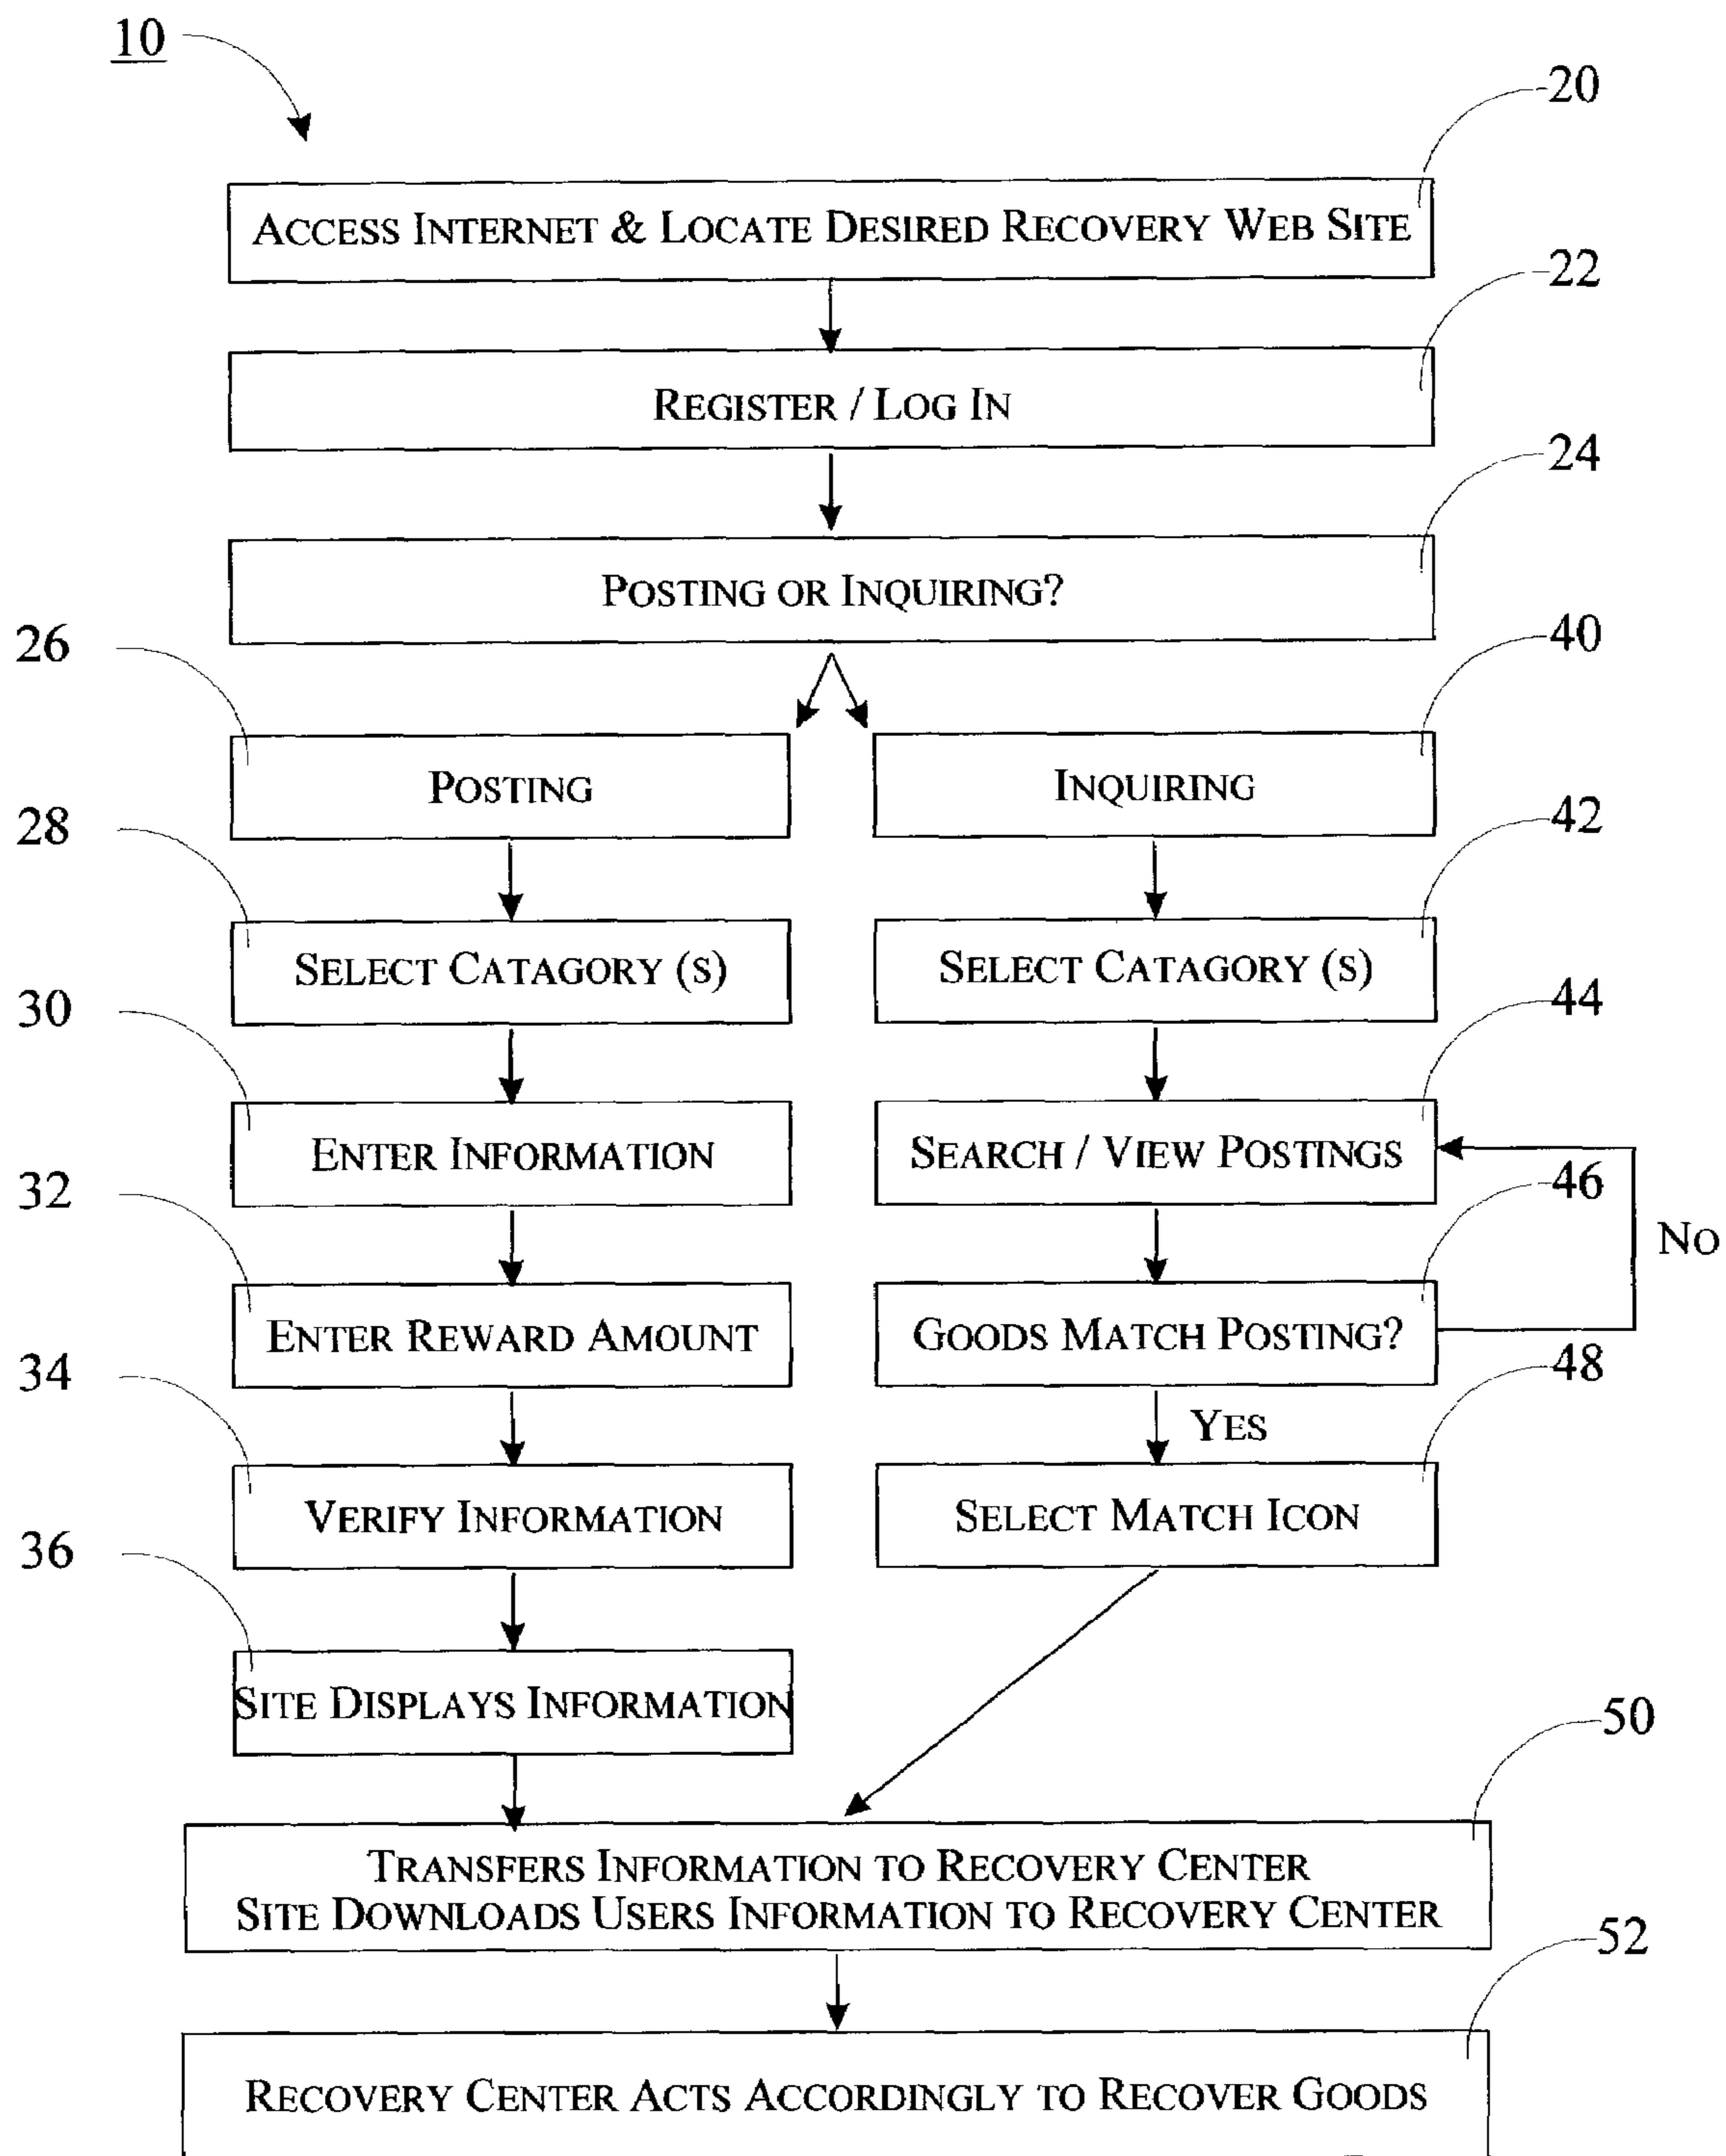 10
20
ACCESS INTERNET & LOCATE DESIRED RECOVERY WEB SITE
22
REGISTER / LOG IN
24
POSTING OR INQUIRING?
26
40
POSTING
INQUIRING
28
42
SELECT CATAGORY (S)
SELECT CATAGORY (S)
30
44
ENTER INFORMATION
SEARCH / VIEW POSTINGS
32
46
NO
ENTER REWARD AMOUNT
GOODS MATCH POSTING?
34
48
YES
VERIFY INFORMATION
SELECT MATCH ICON
36
SITE DISPLAYS INFORMATION
50
TRANSFERS INFORMATION TO RECOVERY CENTER
SITE DOWNLOADS USERS INFORMATION TO RECOVERY CENTER
52
RECOVERY CENTER ACTS ACCORDINGLY TO RECOVER GOODS